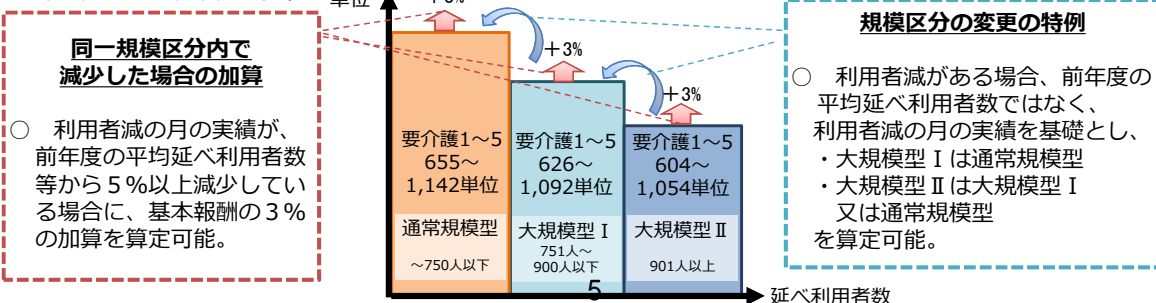 単位
同一規模区分内で
減少した場合の加算
○ 利用者減の月の実績が、
前年度の平均延べ利用者数
等から５%以上減少してい
る場合に、基本報酬の３%
の加算を算定可能。
+3%
+3%
要介護1～5
655～
1,142単位
通常規模型
～750人以下
要介護1～5
626～
1,092単位
大規模型Ⅰ
751人～
900人以下
要介護1～5
604～
1,054単位
大規模型Ⅱ
901人以上
5
延べ利用者数
規模区分の変更の特例
○ 利用者減がある場合、前年度の
平均延べ利用者数ではなく、
利用者減の月の実績を基礎とし、
・大規模型Ⅰは通常規模型
・大規模型Ⅱは大規模型Ⅰ
又は通常規模型
を算定可能。